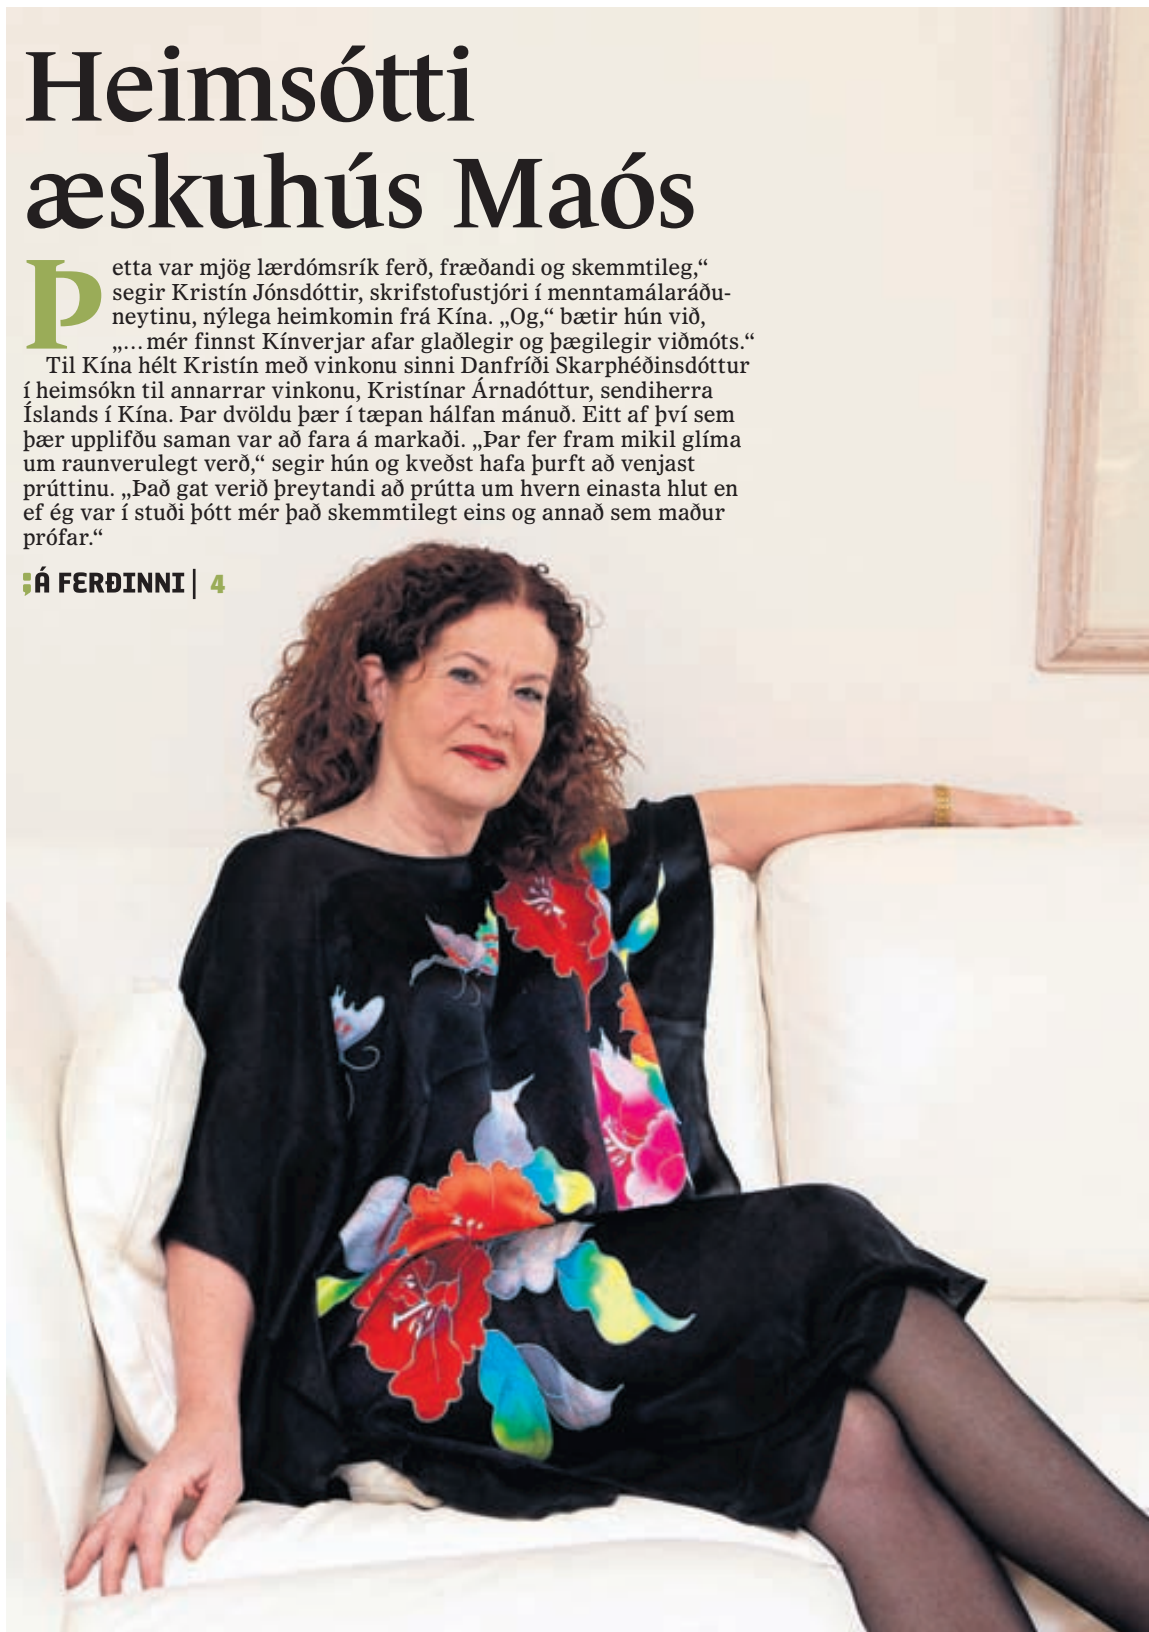 Heimsótti
æskuhús Maós
Þetta var mjög lærdómsrík ferð, fræðandi og skemmtileg,“
segir Kristín Jónsdóttir, skrifstofustjóri í menntamálaráðu-
neytinu, nýlega heimkomin frá Kína. „Og,“ bætir hún við,
„... mér finnst Kínverjar afar glaðlegir og þægilegir viðmóts.“
Til Kína hélt Kristín með vinkonu sinni Danfríði Skarphéðinsdóttur
í heimsókn til annarrar vinkonu, Kristínar Árnadóttur, sendiherra
Íslands í Kína. Þar dvöldu þær í tæpan hálfan mánuð. Eitt af því sem
þær upplifðu saman var að fara á markaði. „Þar fer fram mikil glíma
um raunverulegt verð,“ segir hún og kveðst hafa þurft að venjast
prúttinu. „Það gat verið þreytandi að prútta um hvern einasta hlut en
ef ég var í stuði þótt mér það skemmtilegt eins og annað sem maður
prófar.“
;Á FERÐINNI | 4